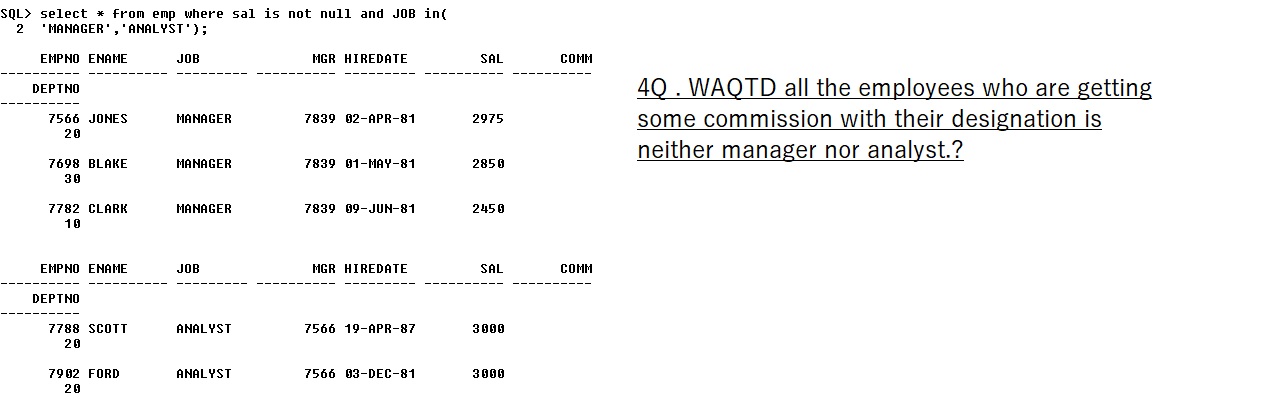 SQL> select * from emp where sal is not null and JOB in(
  2  'MANAGER','ANALYST');
     EMPNO ENAME      JOB              MGR HIREDATE         SAL       COMM
---------- ---------- --------- ---------- --------- ---------- ----------
    DEPTNO
----------
      7566 JONES      MANAGER         7839 02-APR-81       2975
        20
      7698 BLAKE      MANAGER         7839 01-MAY-81       2850
        30
      7782 CLARK      MANAGER         7839 09-JUN-81       2450
        10
     EMPNO ENAME      JOB              MGR HIREDATE         SAL       COMM
---------- ---------- --------- ---------- --------- ---------- ----------
    DEPTNO
----------
      7788 SCOTT      ANALYST         7566 19-APR-87       3000
        20
      7902 FORD       ANALYST         7566 03-DEC-81       3000
        20
4Q . WAQTD all the employees who are getting
some commission with their designation is
neither manager nor analyst.?